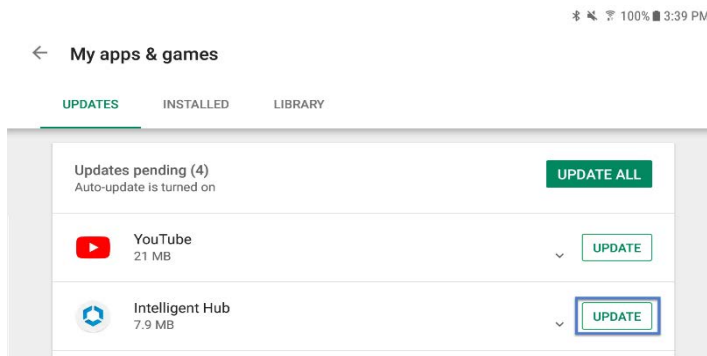 100% 3:39 PM
My apps & games
UPDATES INSTALLED LIBRARY
Updates pending (4)
Auto-update is turned on
UPDATE ALL
YouTube
21 MB
UPDATE
Intelligent Hub
7.9 MB
UPDATE